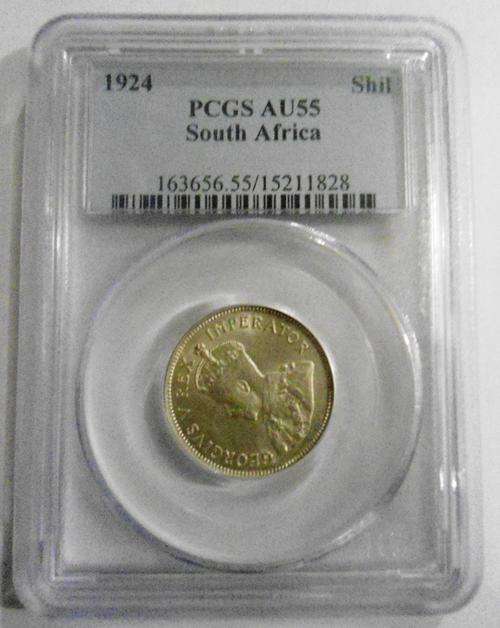 1924 Shil
PCGS AU55
South Africa
163656.55/15211828
GEORGIVS V REX IMPERATOR